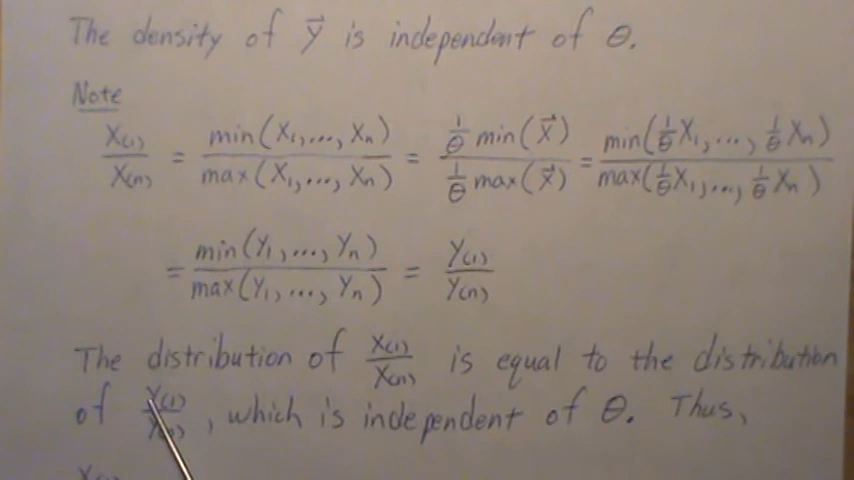 The density of y⃗ is independent of θ.
Note
X(1)/X(n) = min(X1,...,Xn)/max(X1,...,Xn) = 1/θ min(X⃗)/1/θ max(X⃗) = min(1/θ X1,...,1/θ Xn)/max(1/θ X1,...,1/θ Xn)
= min(Y1,...,Yn)/max(Y1,...,Yn) = Y(1)/Y(n)
The distribution of X(1)/X(n) is equal to the distribution
of Y(1)/Y(n), which is independent of θ. Thus,
X(1)